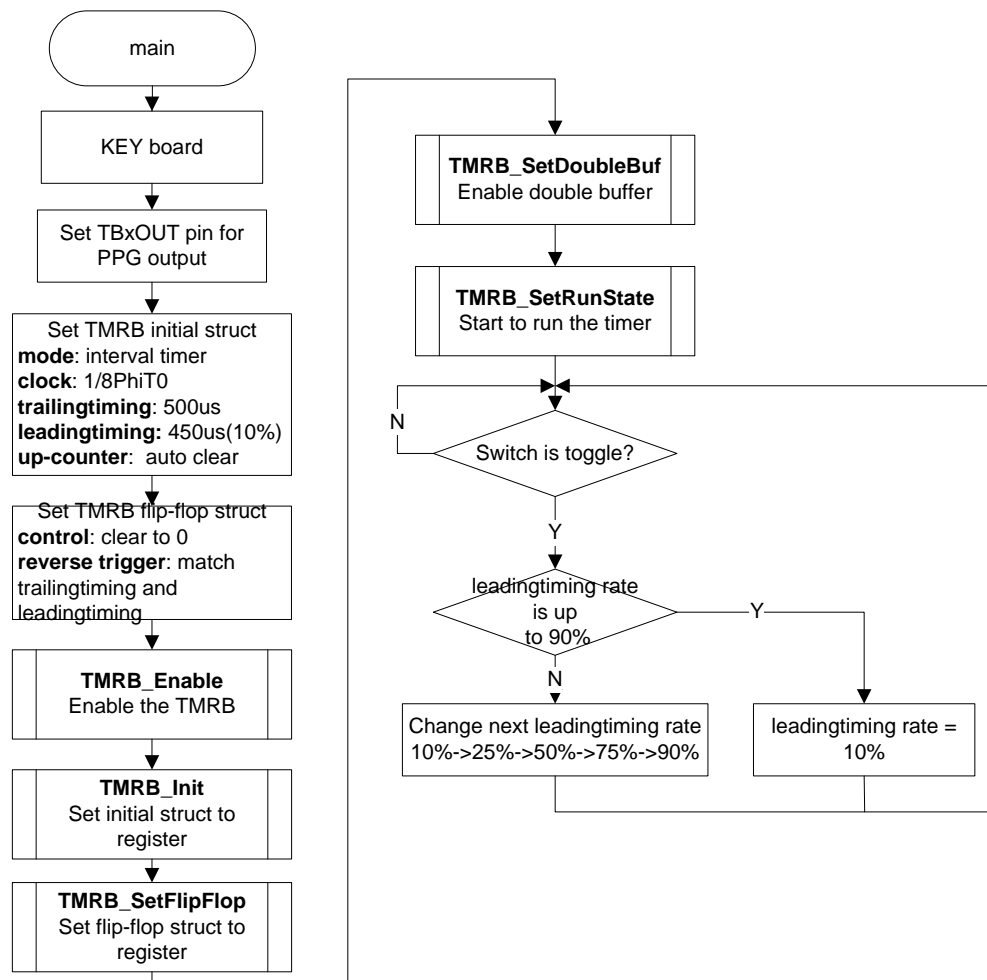 main
KEY board
Set TBxOUT pin for
PPG output
Set TMRB initial struct
mode: interval timer
clock: 1/8PhiT0
trailingtiming: 500us
leadingtiming: 450us(10%)
up-counter: auto clear
Set TMRB flip-flop struct
control: clear to 0
reverse trigger: match
trailingtiming and
leadingtiming
TMRB_Enable
Enable the TMRB
TMRB_Init
Set initial struct to
register
TMRB_SetFlipFlop
Set flip-flop struct to
register
TMRB_SetDoubleBuf
Enable double buffer
TMRB_SetRunState
Start to run the timer
N
Switch is toggle?
Y
leadingtiming rate
is up
to 90%
Y
N
Change next leadingtiming rate
10%->25%->50%->75%->90%
leadingtiming rate =
10%